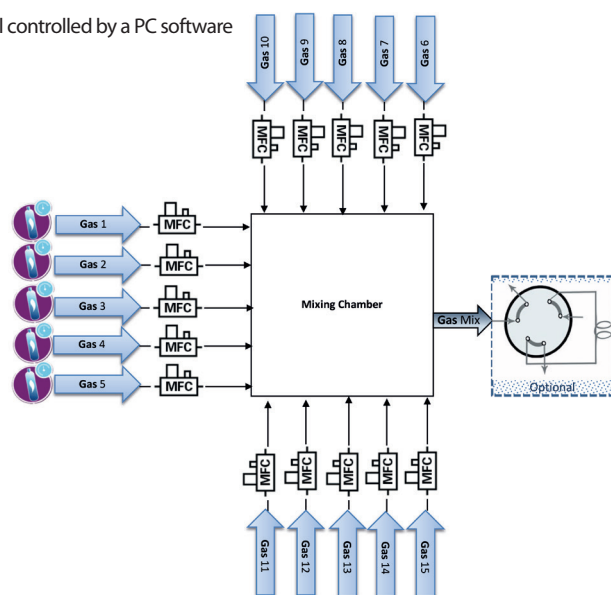 l controlled by a PC software
Gas 10
Gas 9
Gas 8
Gas 7
Gas 6
MFC
MFC
MFC
MFC
MFC
Gas 1
MFC
Gas 2
MFC
Gas 3
MFC
Gas 4
MFC
Gas 5
MFC
Mixing Chamber
Gas Mix
Optional
MFC
MFC
MFC
MFC
MFC
Gas 11
Gas 12
Gas 13
Gas 14
Gas 15